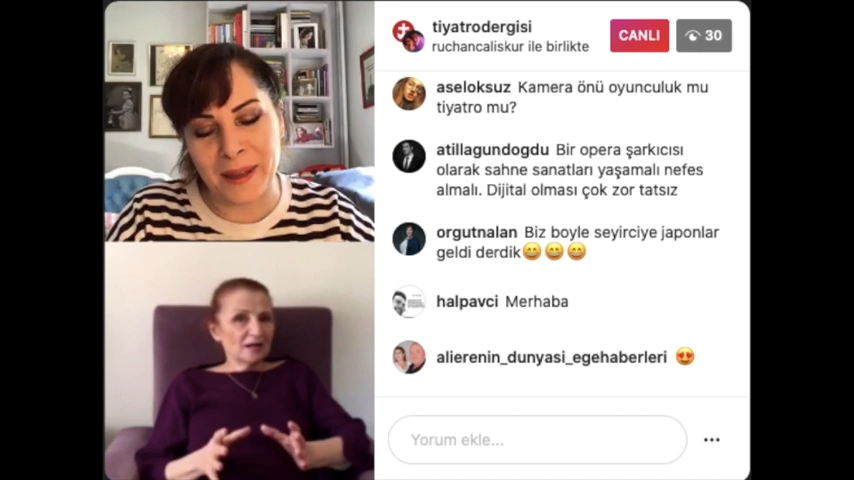 tiyatrodergisi
ruchancaliskur ile birlikte
CANLI
30
aseloksuz Kamera önü oyunculuk mu
tiyatro mu?
atillagundogdu Bir opera şarkıcısı
olarak sahne sanatları yaşamalı nefes
almalı. Dijital olması çok zor tatsız
orgutnalan Biz boyle seyirciye japonlar
geldi derdik😄😄😄
halpavci Merhaba
alierenin_dunyasi_egehaberleri 😍
Yorum ekle...